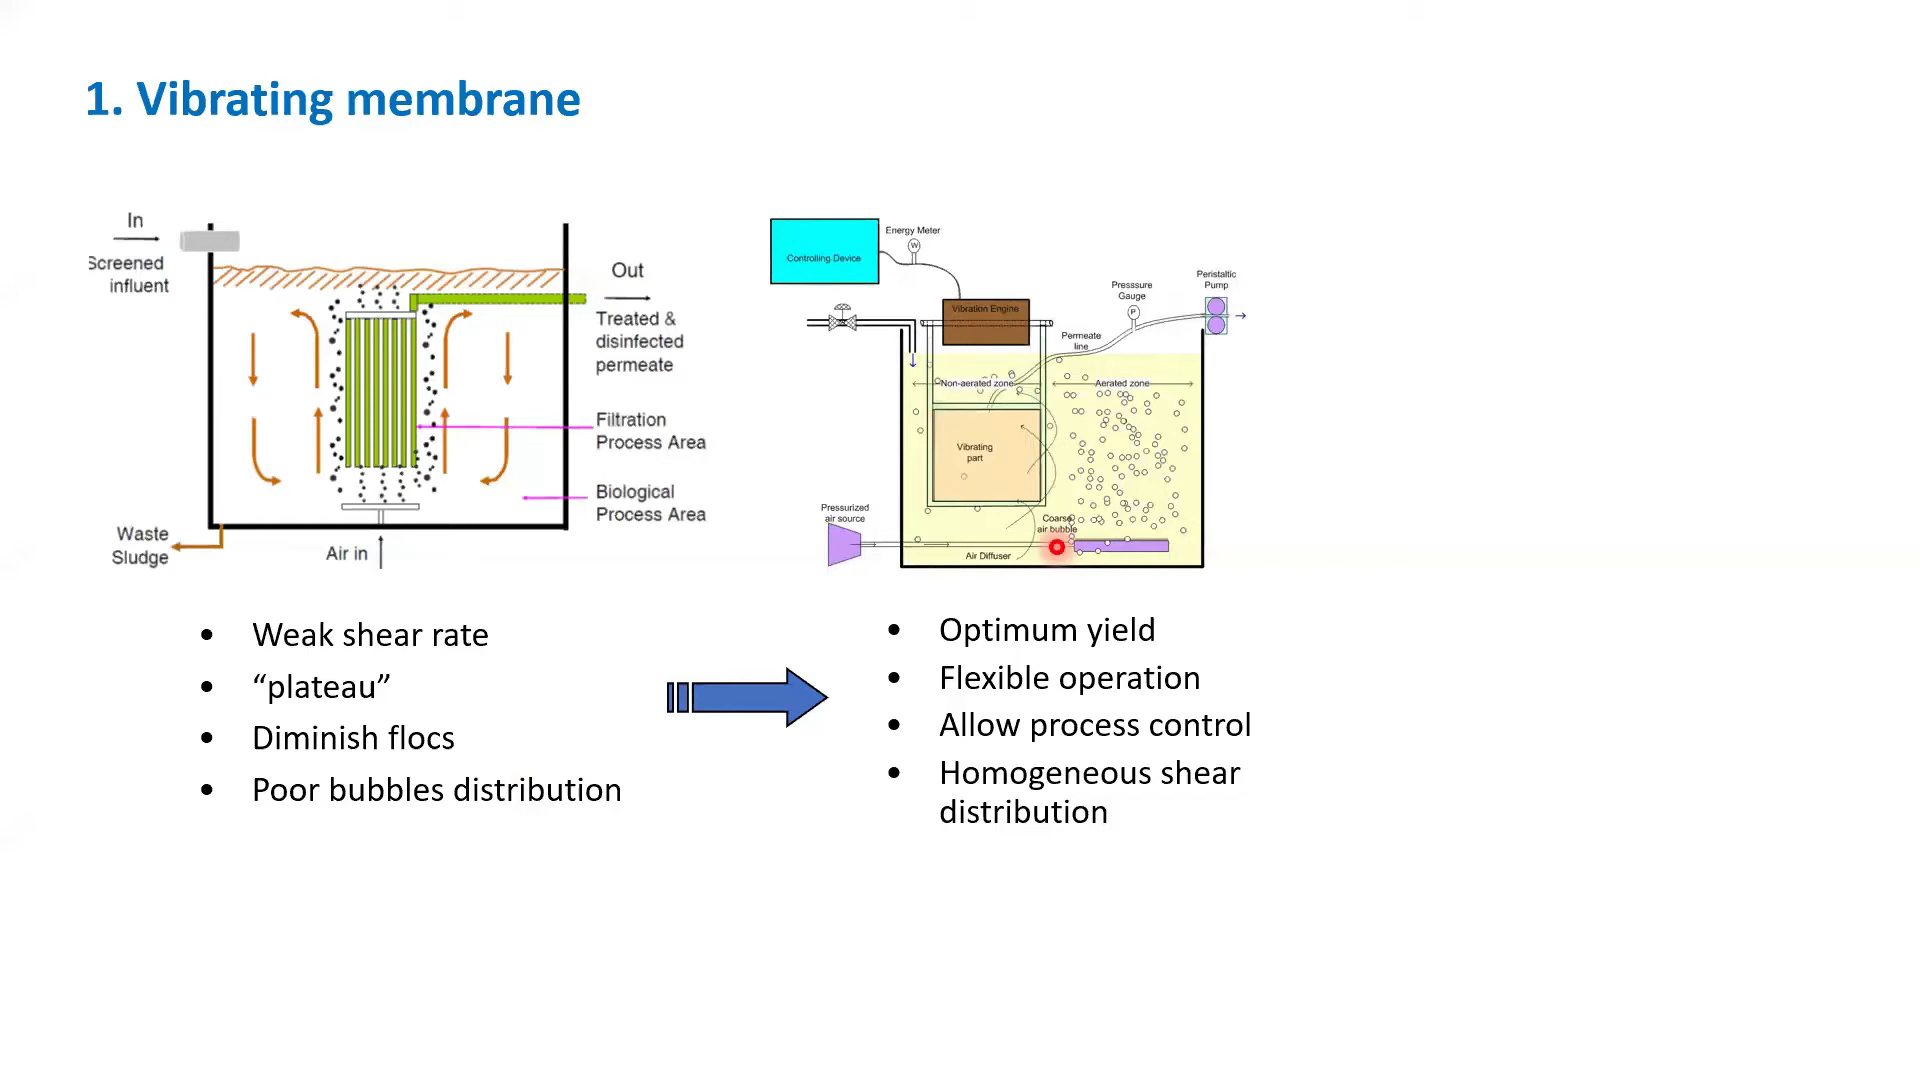 1. Vibrating membrane
In
Screened
influent
Out
Treated &
disinfected
permeate
Filtration
Process Area
Biological
Process Area
Waste
Sludge
Air in
Controlling Device
Energy Meter
W
Vibration Engine
Presssure
Gauge
P
Peristaltic
Pump
Permeate
line
Non-aerated zone
Aerated zone
Vibrating
part
Pressurized
air source
Coarse
air bubble
Air Diffuser
• Weak shear rate
• “plateau”
• Diminish flocs
• Poor bubbles distribution
• Optimum yield
• Flexible operation
• Allow process control
• Homogeneous shear
distribution